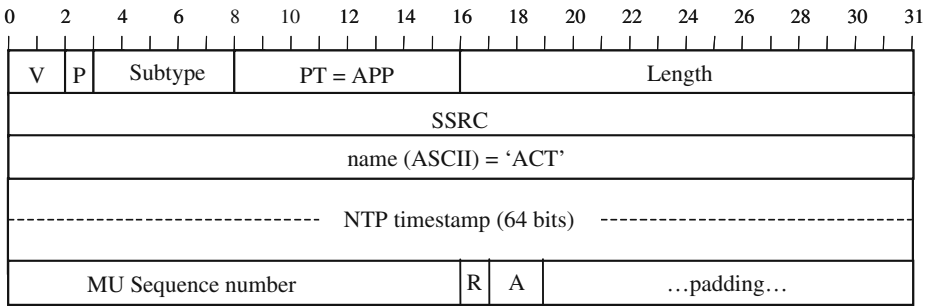 0 2 4 6 8 10 12 14 16 18 20 22 24 26 28 30 31
V P Subtype PT = APP Length
SSRC
name (ASCII) = ‘ACT’
NTP timestamp (64 bits)
MU Sequence number R A …padding…